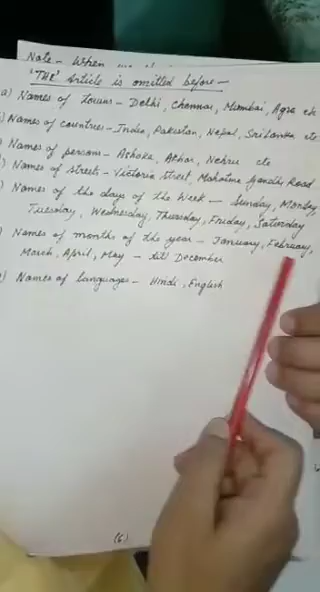 Note - When
'THE' Article is omitted before -
a) Names of Towns - Delhi, Chennai, Mumbai, Agra etc
) Names of countries - India, Pakistan, Nepal, Sri Lanka etc
) Names of persons - Ashoka, Akbar, Nehru etc
) Names of streets - Victoria Street, Mahatma Gandhi Road
) Names of the days of the Week - Sunday, Monday,
Tuesday, Wednesday, Thursday, Friday, Saturday
) Names of months of the year - January, February,
March, April, May - till December
) Names of languages - Hindi, English
(6)